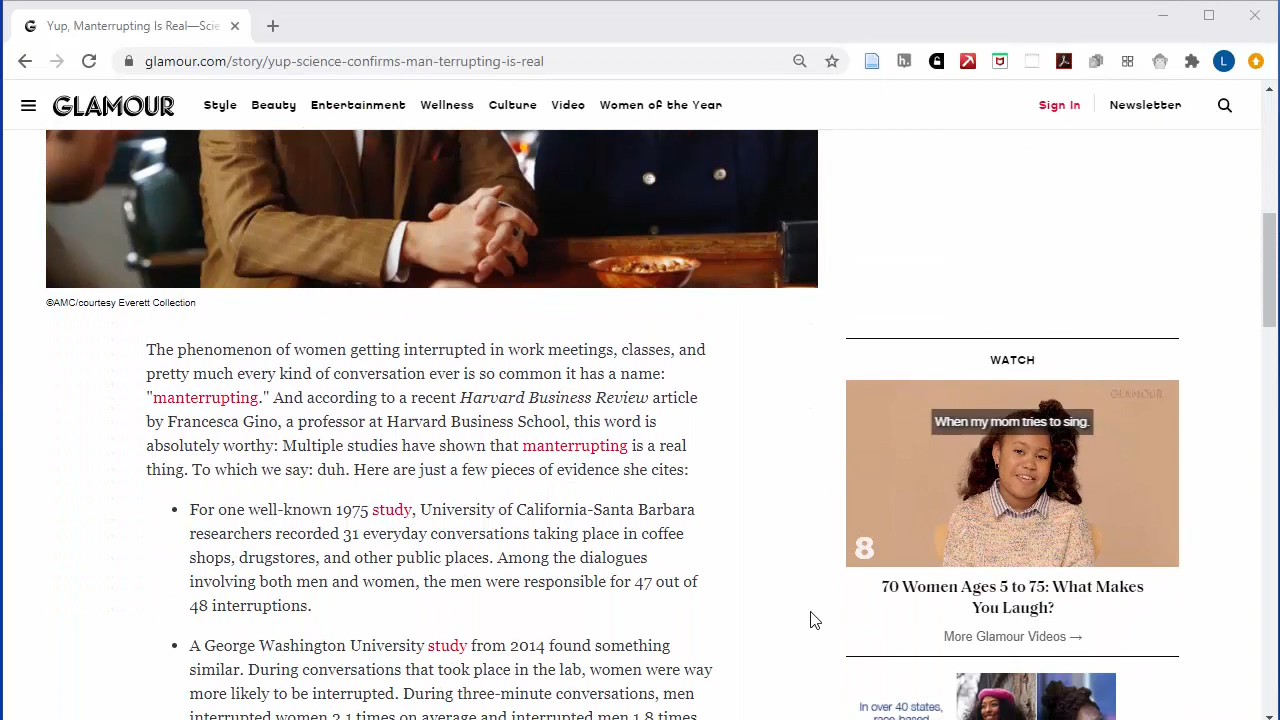 Yup, Manterrupting Is Real—Scie
glamour.com/story/yup-science-confirms-man-terrupting-is-real
L
GLAMOUR
Style Beauty Entertainment Wellness Culture Video Women of the Year
Sign In Newsletter
©AMC/courtesy Everett Collection
The phenomenon of women getting interrupted in work meetings, classes, and
pretty much every kind of conversation ever is so common it has a name:
"manterrupting." And according to a recent Harvard Business Review article
by Francesca Gino, a professor at Harvard Business School, this word is
absolutely worthy: Multiple studies have shown that manterrupting is a real
thing. To which we say: duh. Here are just a few pieces of evidence she cites:
• For one well-known 1975 study, University of California-Santa Barbara
researchers recorded 31 everyday conversations taking place in coffee
shops, drugstores, and other public places. Among the dialogues
involving both men and women, the men were responsible for 47 out of
48 interruptions.
• A George Washington University study from 2014 found something
similar. During conversations that took place in the lab, women were way
more likely to be interrupted. During three-minute conversations, men
interrupted women 2.1 times on average and interrupted men 1.8 times
WATCH
GLAMOUR
When my mom tries to sing.
8
70 Women Ages 5 to 75: What Makes
You Laugh?
More Glamour Videos →
In over 40 states,
race-based